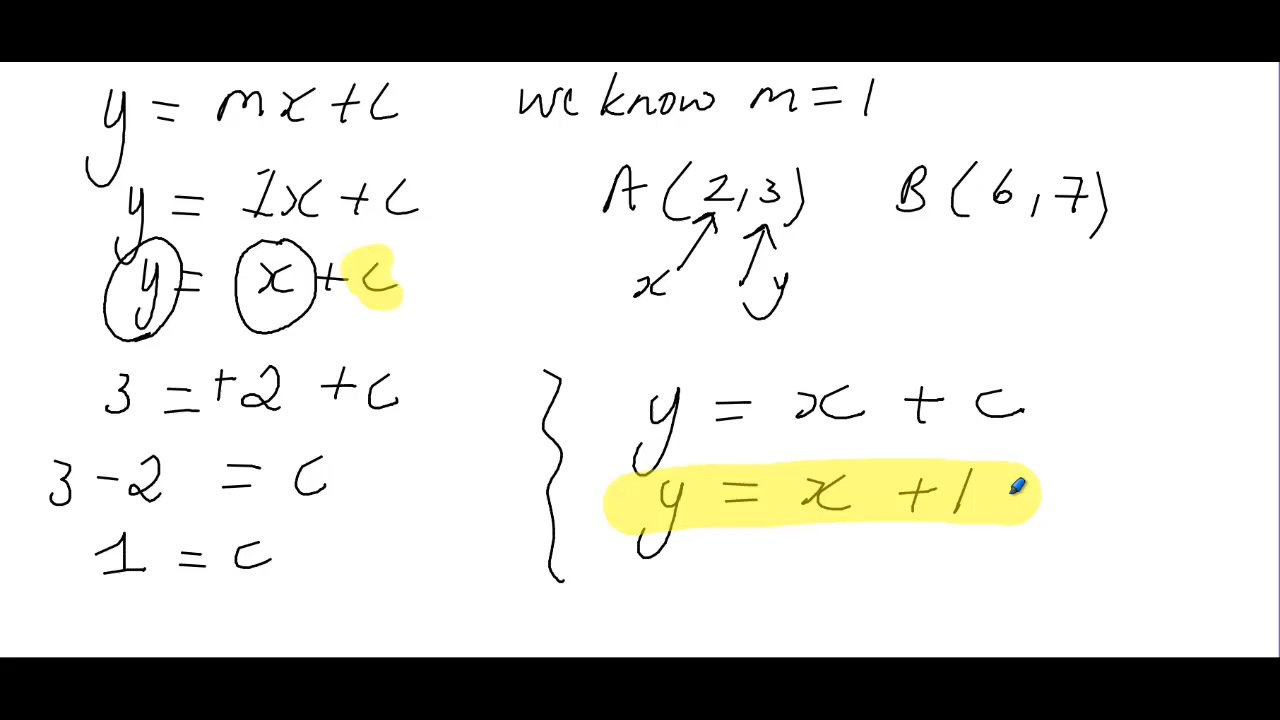 y = mx + c
we know m = 1
y = 1x + c
A (2,3)
B (6,7)
x
y
y = x + c
3 = +2 + c
3 - 2 = c
1 = c
y = x + c
y = x + 1